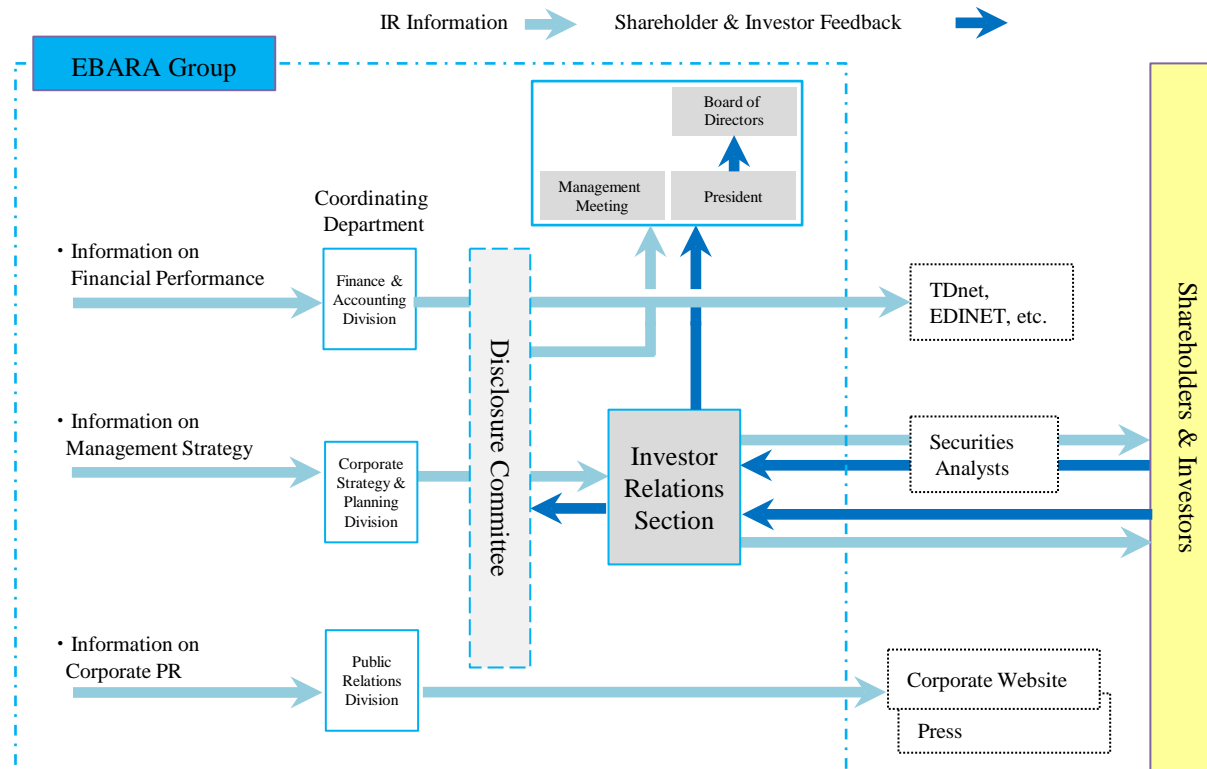 IR Information
Shareholder & Investor Feedback
EBARA Group
Board of
Directors
Management
Meeting
President
Coordinating
Department
・Information on
Financial Performance
Finance &
Accounting
Division
TDnet,
EDINET, etc.
Disclosure Committee
・Information on
Management Strategy
Corporate
Strategy &
Planning
Division
Investor
Relations
Section
Securities
Analysts
Shareholders & Investors
・Information on
Corporate PR
Public
Relations
Division
Corporate Website
Press